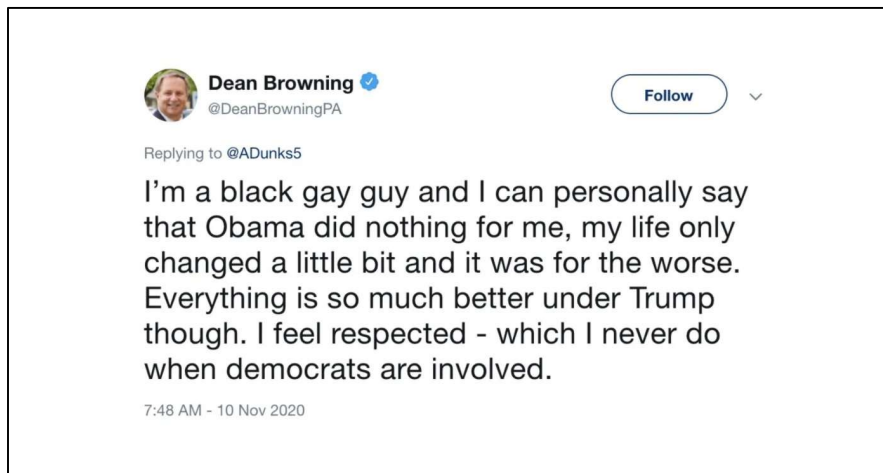 Dean Browning
@DeanBrowningPA
Follow
Replying to @ADunks5
I’m a black gay guy and I can personally say
that Obama did nothing for me, my life only
changed a little bit and it was for the worse.
Everything is so much better under Trump
though. I feel respected - which I never do
when democrats are involved.
7:48 AM - 10 Nov 2020